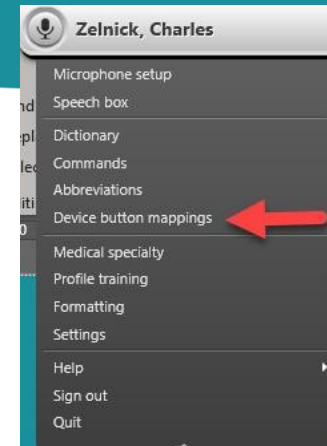 Zelnick, Charles
Microphone setup
Speech box
Dictionary
Commands
Abbreviations
Device button mappings
Medical specialty
Profile training
Formatting
Settings
Help
Sign out
Quit